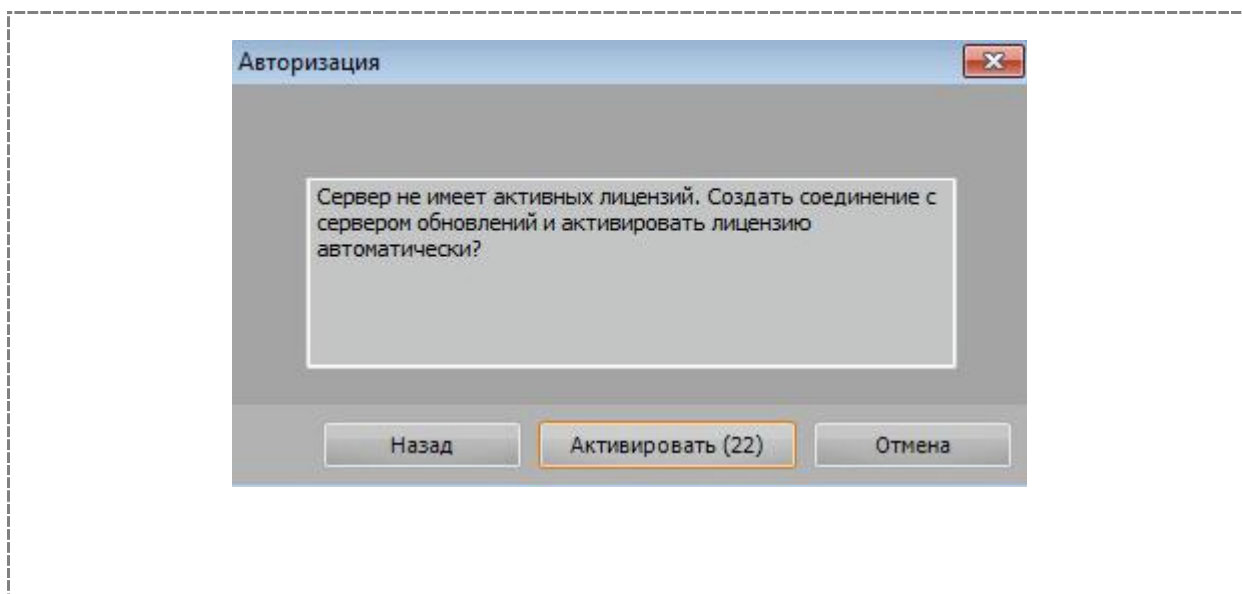 Авторизация
Сервер не имеет активных лицензий. Создать соединение с
сервером обновлений и активировать лицензию
автоматически?
Назад Активировать (22) Отмена